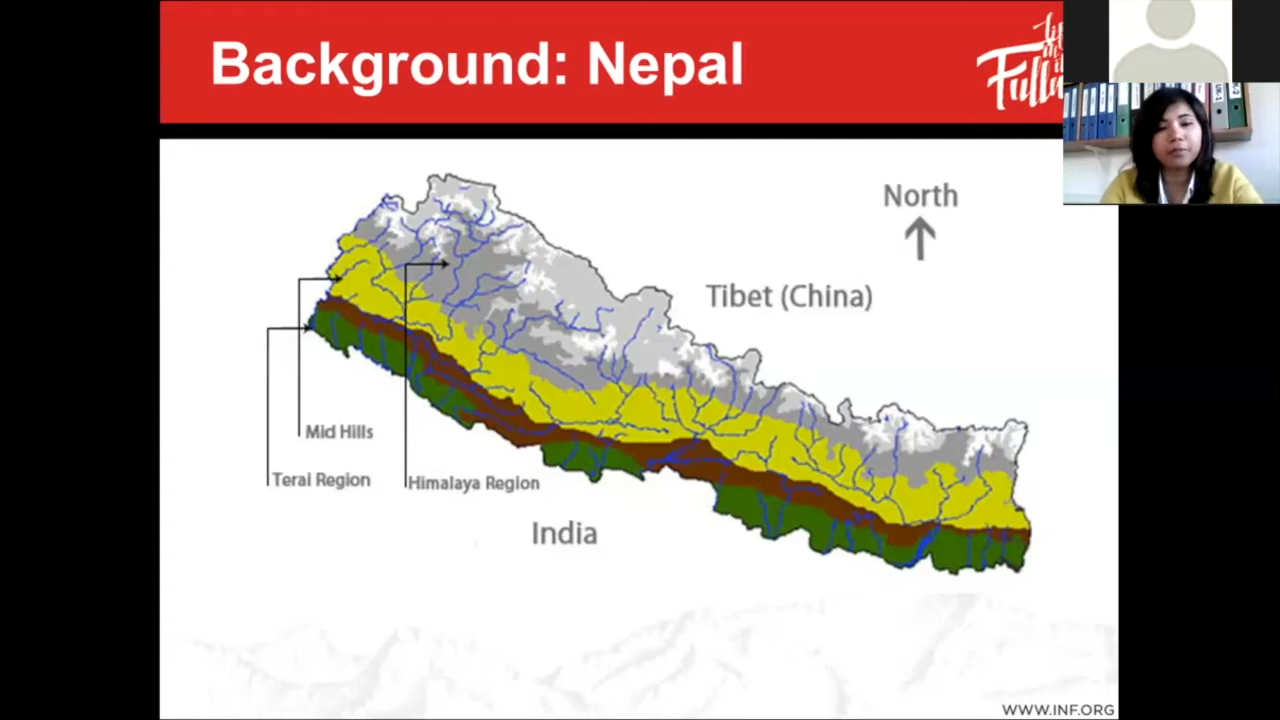 Background: Nepal
North
Tibet (China)
Mid Hills
Terai Region
Himalaya Region
India
WWW.INF.ORG